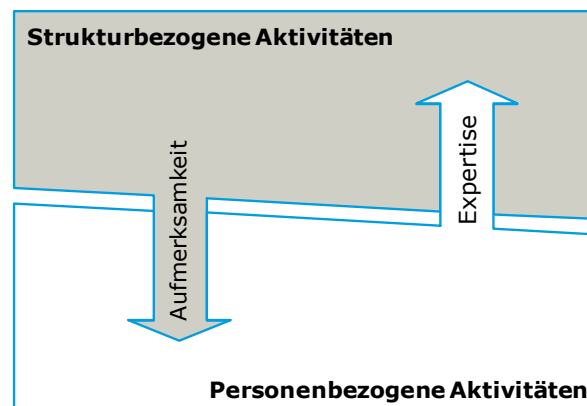 Strukturbezogene Aktivitäten
Aufmerksamkeit
Expertise
Personenbezogene Aktivitäten